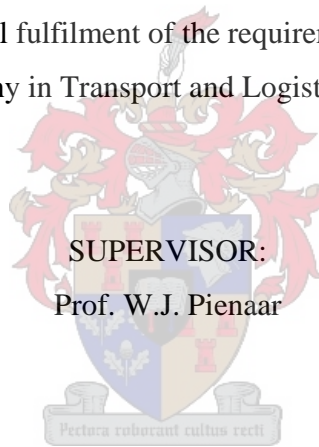 l fulfilment of the requiren
ny in Transport and Logist
SUPERVISOR:
Prof. W.J. Pienaar
Pectora roborant cultus recti